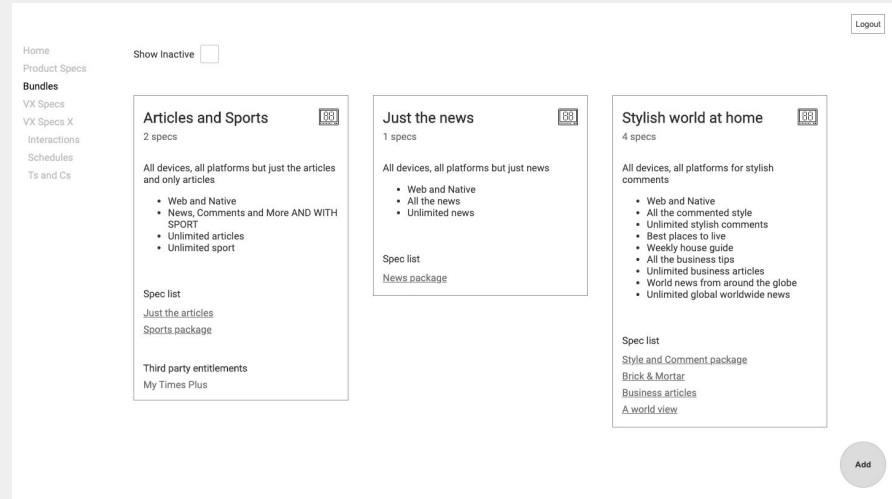 Logout
Home
Product Specs
Bundles
VX Specs
VX Specs X
Interactions
Schedules
Ts and Cs
Show Inactive
Articles and Sports
2 specs
All devices, all platforms but just the articles
and only articles
• Web and Native
• News, Comments and More AND WITH
SPORT
• Unlimited articles
• Unlimited sport
Spec list
Just the articles
Sports package
Third party entitlements
My Times Plus
Just the news
1 specs
All devices, all platforms but just news
• Web and Native
• All the news
• Unlimited news
Spec list
News package
Stylish world at home
4 specs
All devices, all platforms for stylish
comments
• Web and Native
• All the commented style
• Unlimited stylish comments
• Best places to live
• Weekly house guide
• All the business tips
• Unlimited business articles
• World news from around the globe
• Unlimited global worldwide news
Spec list
Style and Comment package
Brick & Mortar
Business articles
A world view
Add